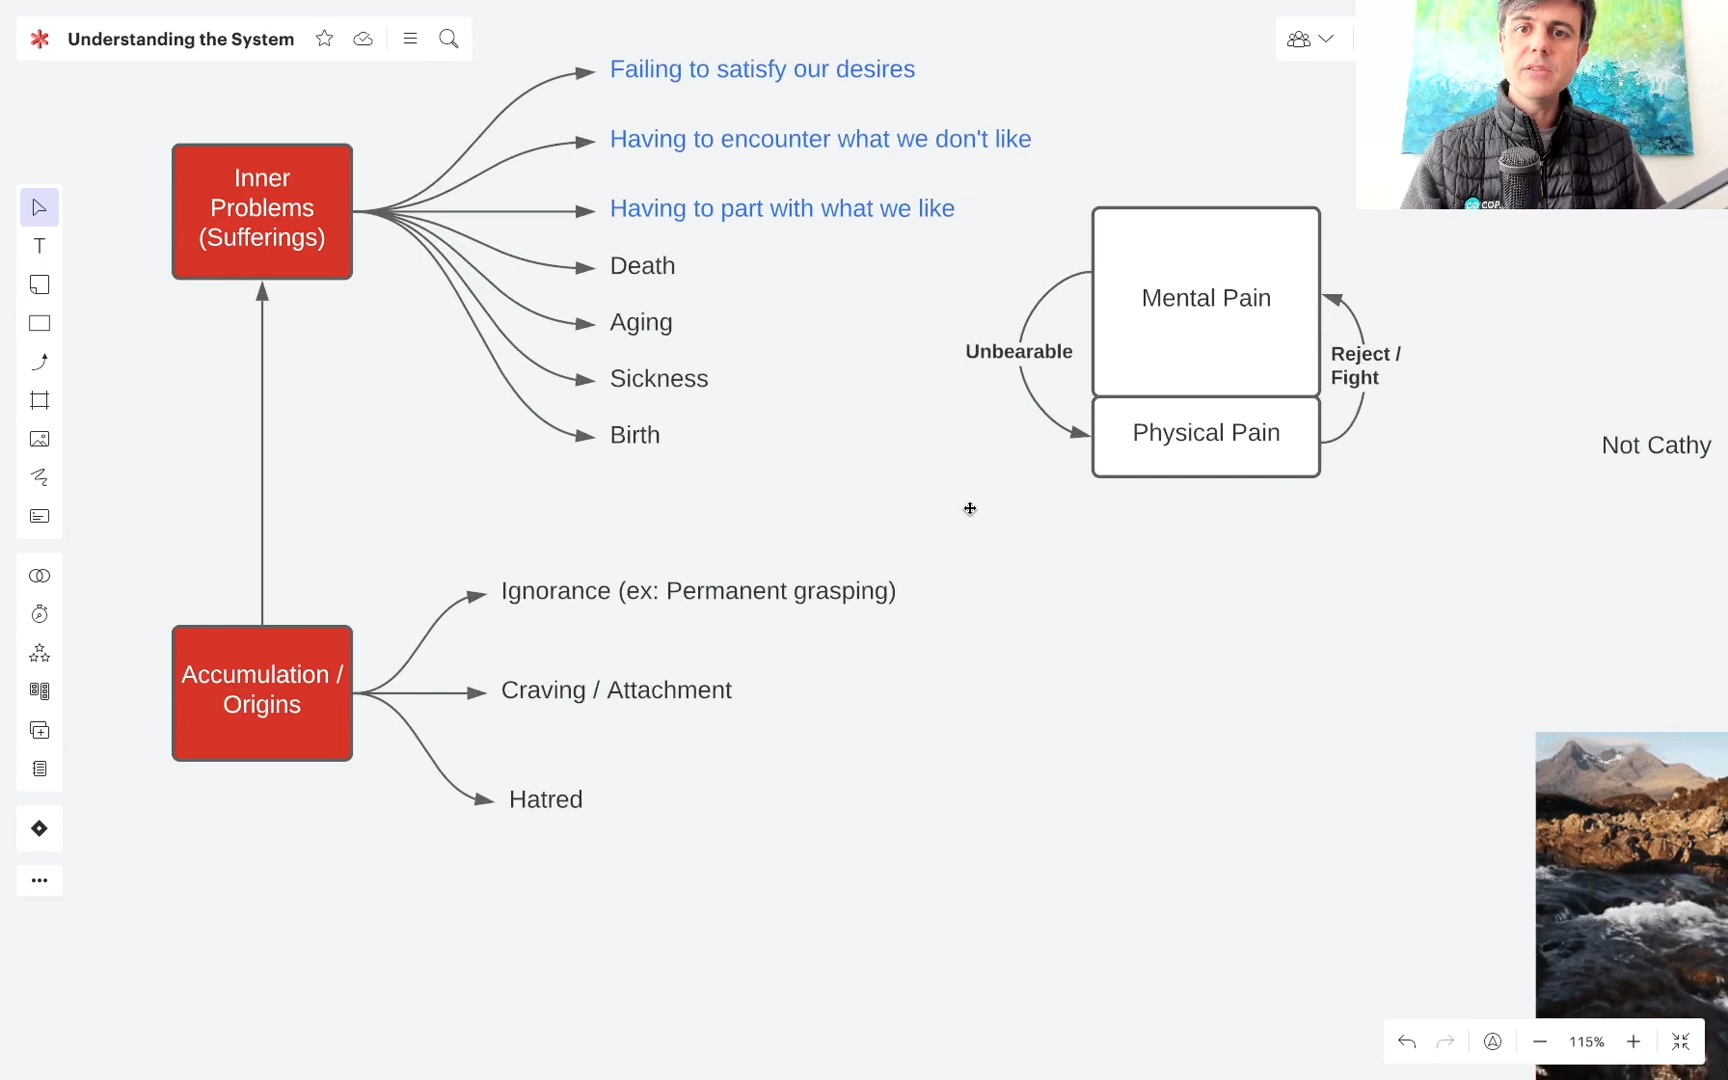 Understanding the System
Failing to satisfy our desires
Having to encounter what we don't like
Inner
Problems
(Sufferings)
Having to part with what we like
Death
Aging
Sickness
Birth
Mental Pain
Unbearable
Reject /
Fight
Physical Pain
Not Cathy
Ignorance (ex: Permanent grasping)
Accumulation /
Origins
Craving / Attachment
Hatred
COP
115%